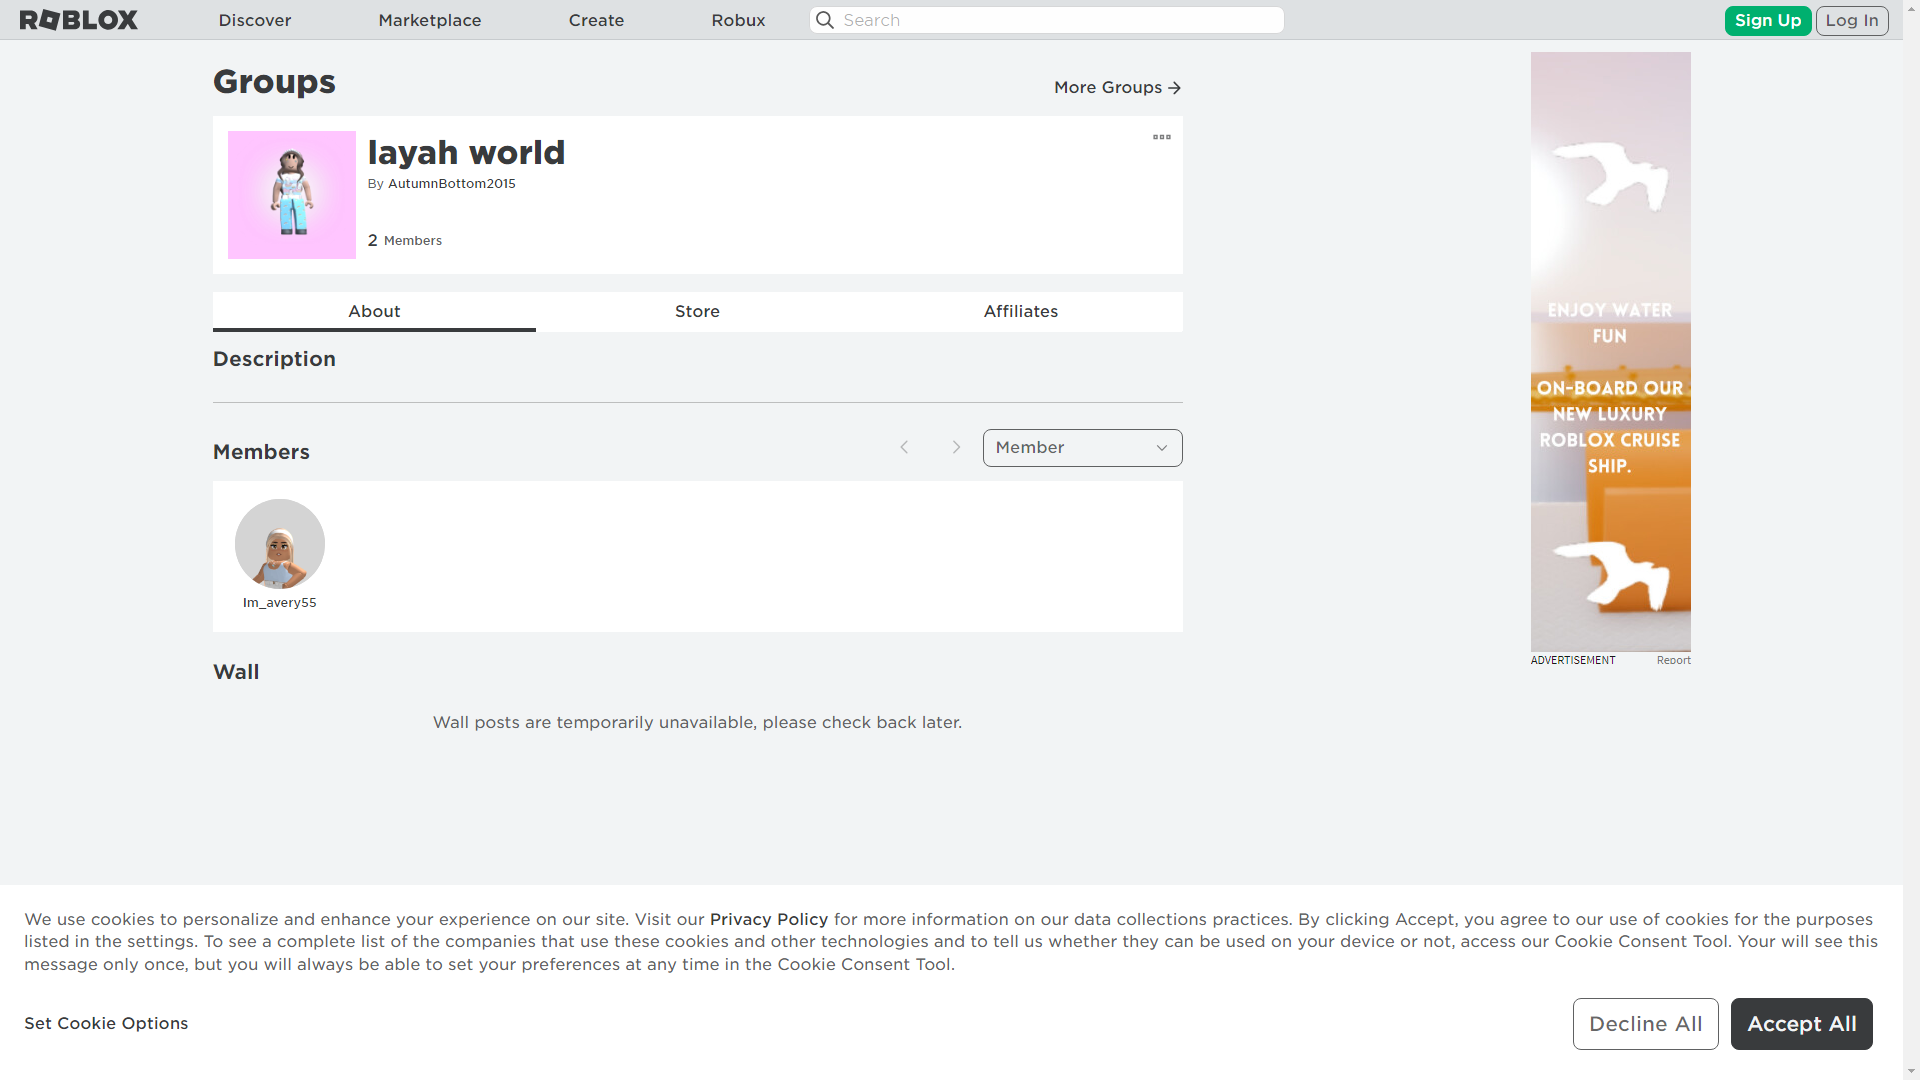 ROBLOX
Discover
Marketplace
Create
Robux
Search
Sign Up
Log In
Groups
More Groups
layah world
By AutumnBottom2015
2 Members
About
Store
Affiliates
Description
Members
Member
Im_avery55
Wall
Wall posts are temporarily unavailable, please check back later.
ENJOY WATER
FUN
ON-BOARD OUR
NEW LUXURY
ROBLOX CRUISE
SHIP.
ADVERTISEMENT
Report
We use cookies to personalize and enhance your experience on our site. Visit our Privacy Policy for more information on our data collections practices. By clicking Accept, you agree to our use of cookies for the purposes
listed in the settings. To see a complete list of the companies that use these cookies and other technologies and to tell us whether they can be used on your device or not, access our Cookie Consent Tool. Your will see this
message only once, but you will always be able to set your preferences at any time in the Cookie Consent Tool.
Set Cookie Options
Decline All
Accept All